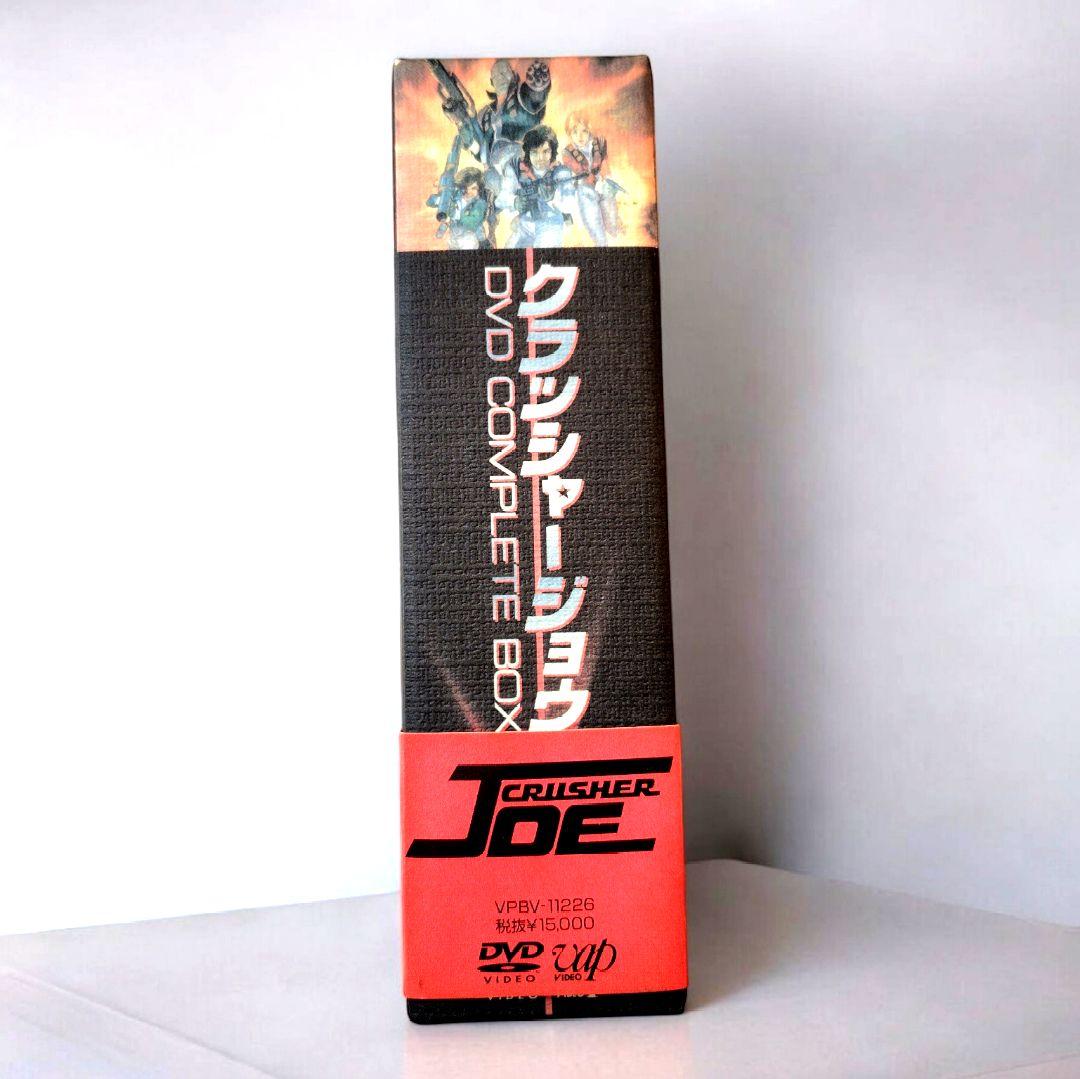 クラッシャージョウ
DVD COMPLETE BOX
CRUSHER
JOE
VPBV-11226
税抜¥15,000
DVD
VIDEO
vap
VIDEO
VIDEO